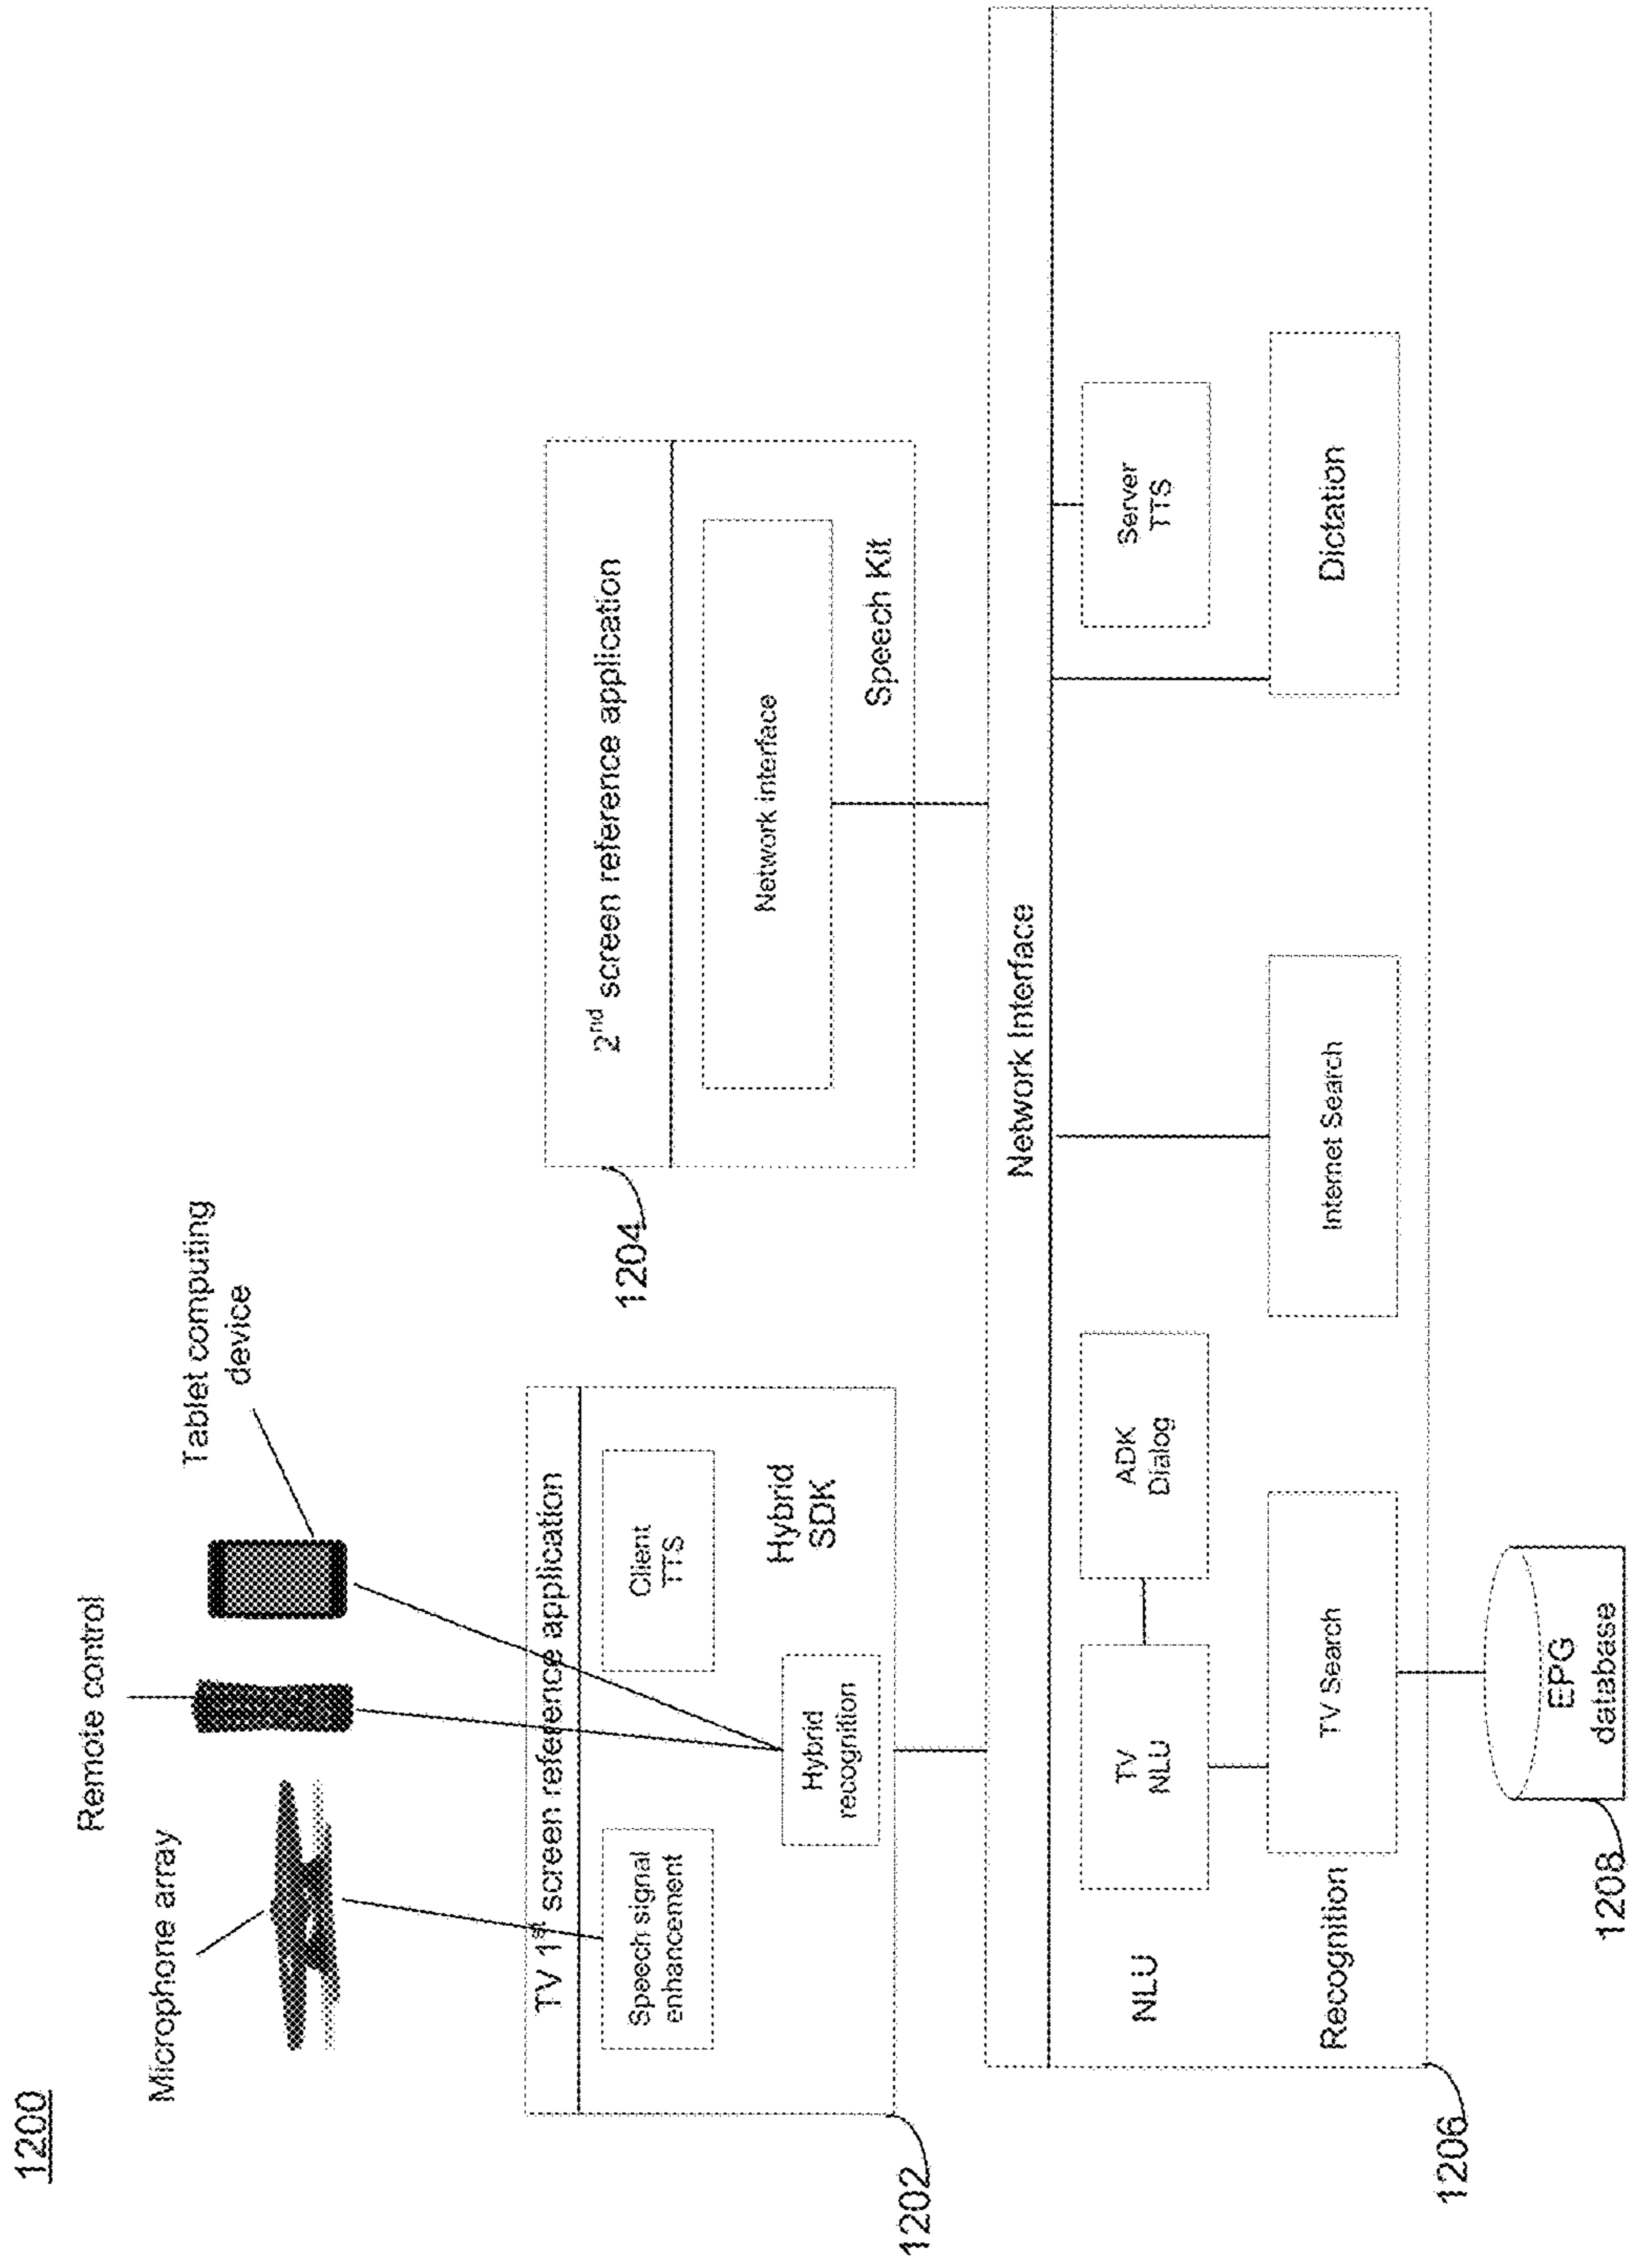 1200
Remote control
Microphone array
Tablet computing
device
TV 1st screen reference application
Speech signal
enhancement
Client
TTS
Hybrid
recognition
Hybrid
SDK
1202
2nd screen reference application
Network interface
Speech Kit
1204
Network Interface
NLU
TV
NLU
ADK
Dialog
Server
TTS
Recognition
TV Search
Internet Search
Dictation
1206
EPG
database
1208